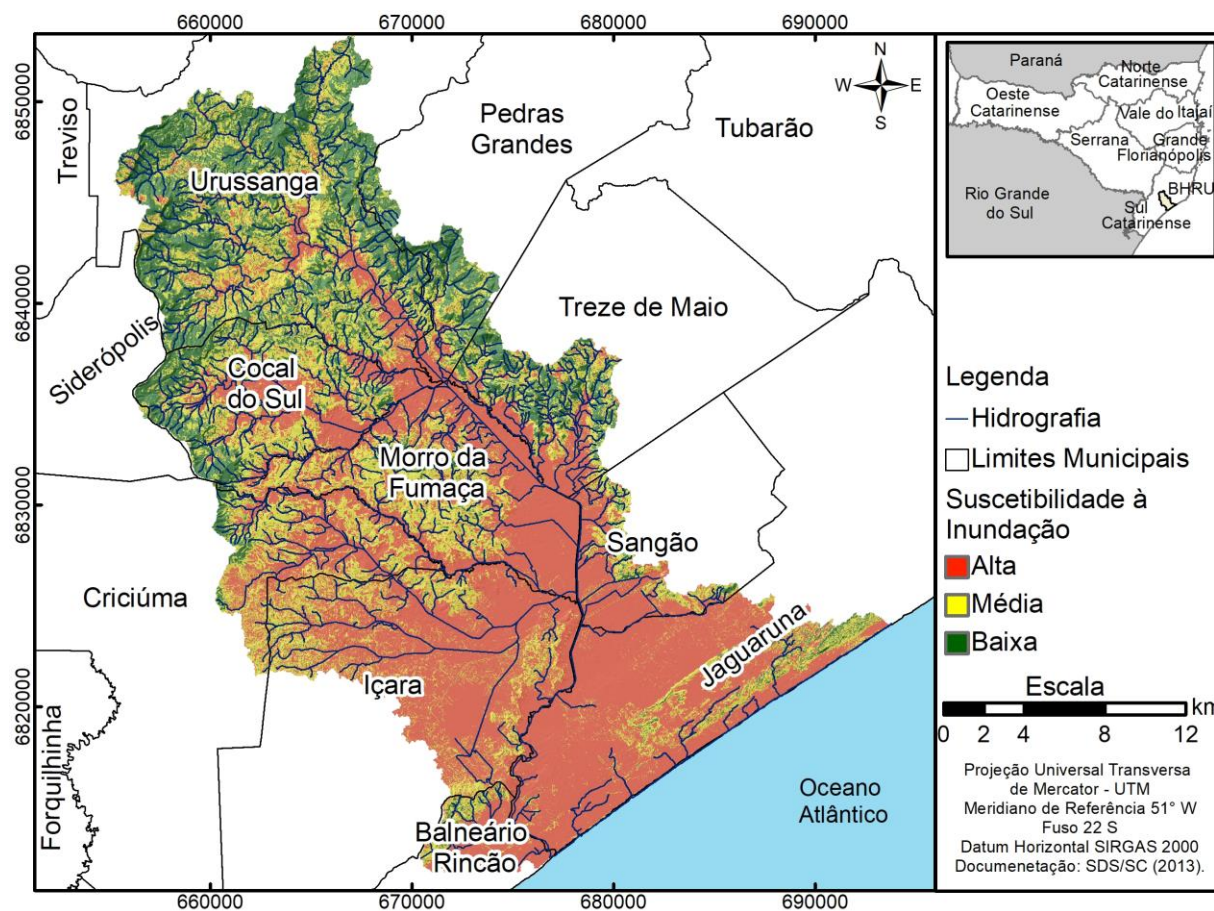 660000 670000 680000 690000
6850000
6840000
6830000
6820000
660000 670000 680000 690000
N
W E
S
Treviso
Pedras
Grandes
Tubarão
Urussanga
Siderópolis
Treze de Maio
Cocal
do Sul
Morro da
Fumaça
Sangão
Criciúma
Jaguaruna
Içara
Forquilhinha
Balneário
Rincão
Oceano
Atlântico
Paraná
Norte
Catarinense
Oeste
Catarinense
Vale do Itajaí
Serrana
Grande
Florianópolis
BHRU
Rio Grande
do Sul
Sul
Catarinense
Legenda
Hidrografia
Limites Municipais
Suscetibilidade à
Inundação
Alta
Média
Baixa
Escala
km
0 2 4 8 12
Projeção Universal Transversa
de Mercator - UTM
Meridiano de Referência 51° W
Fuso 22 S
Datum Horizontal SIRGAS 2000
Documenetação: SDS/SC (2013).